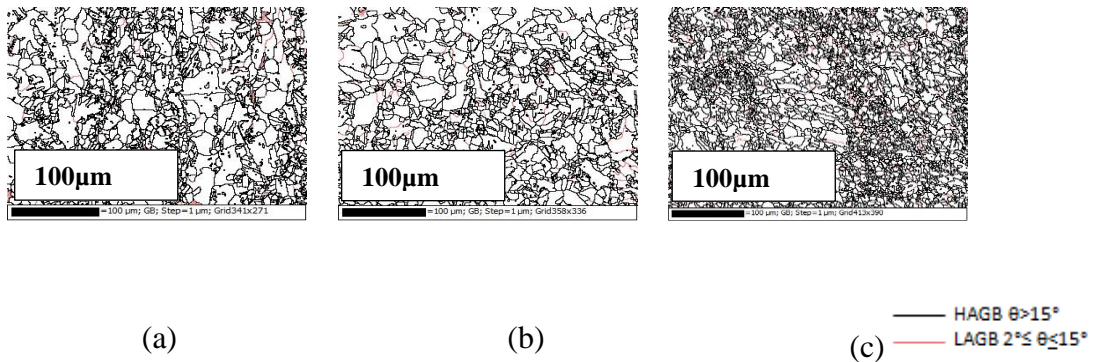 100µm
100µm
100µm
=100 µm; GB; Step=1 µm; Grid341x271
=100 µm; GB; Step=1 µm; Grid358x336
=100 µm; GB; Step=1 µm; Grid413x390
(a)
(b)
(c)
HAGB θ>15°
LAGB 2°≤ θ≤15°